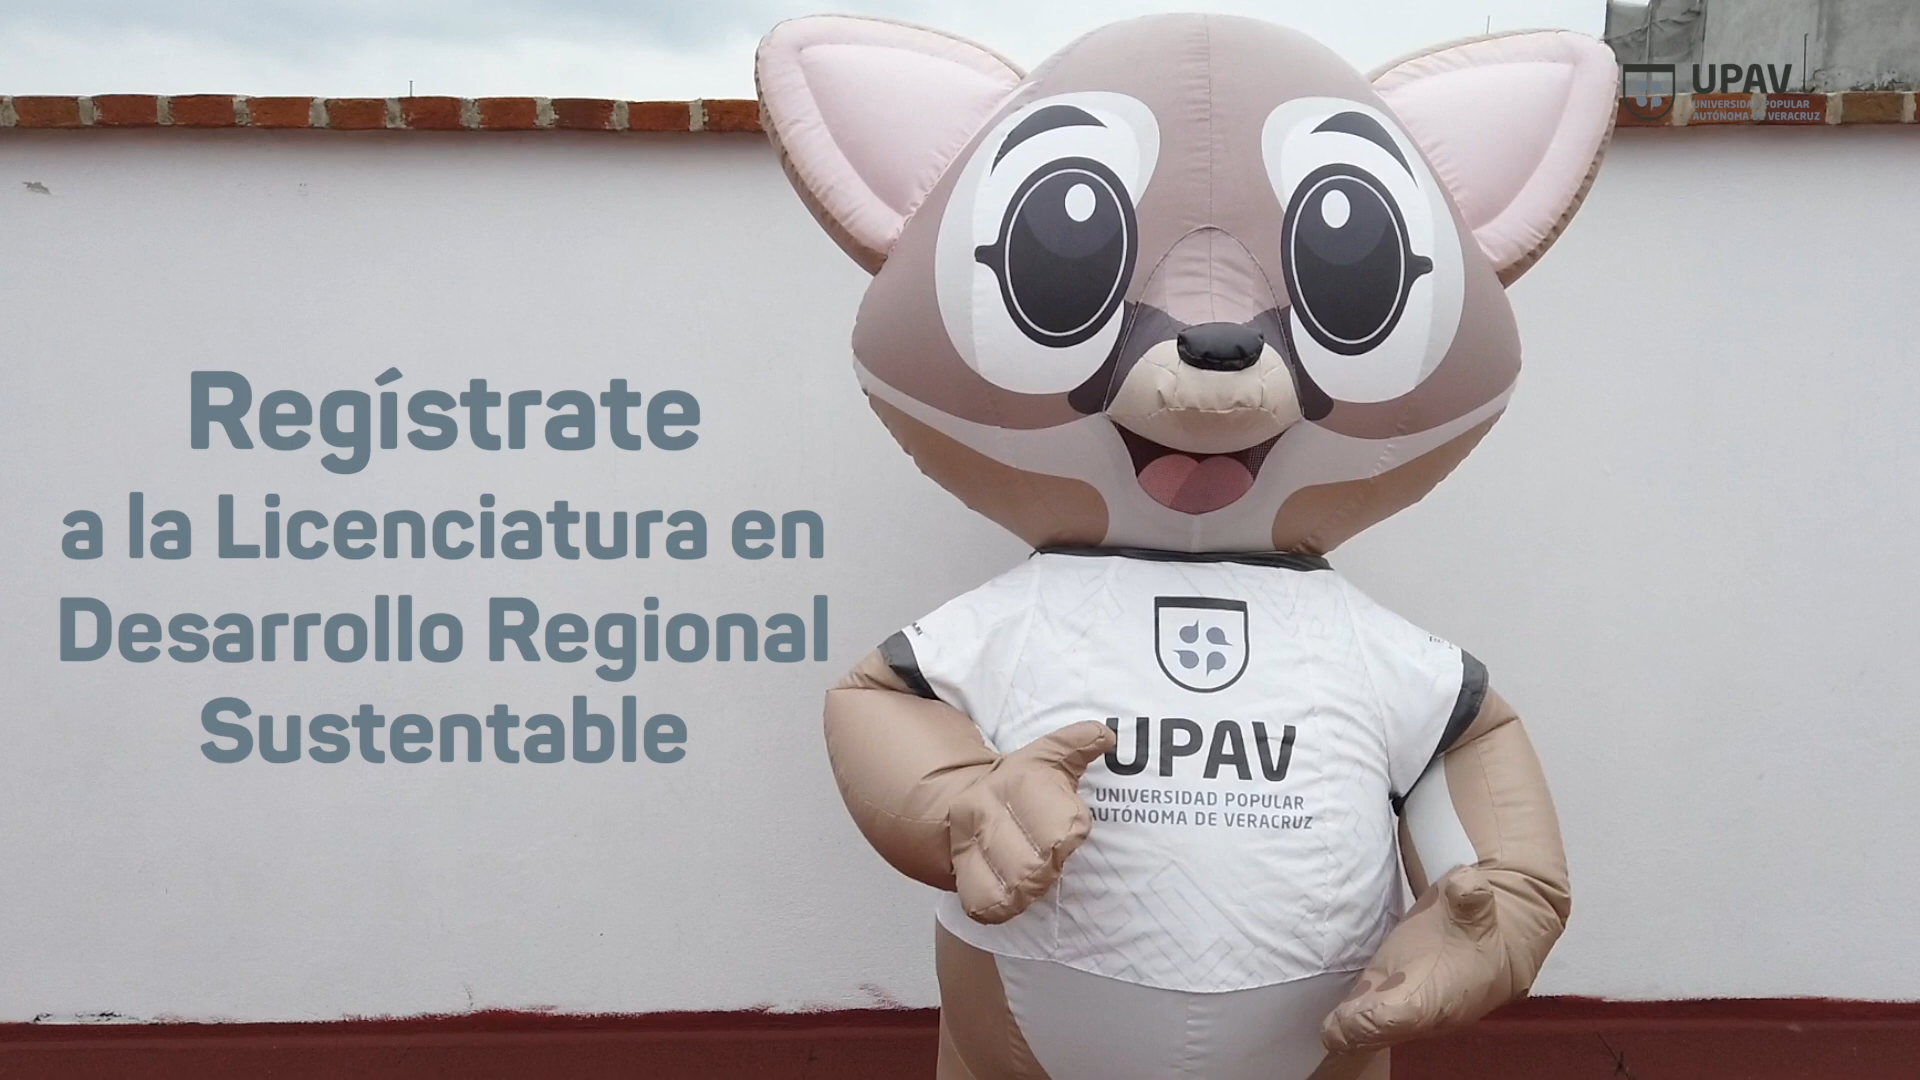 Regístrate
a la Licenciatura en
Desarrollo Regional
Sustentable
UPAV
UNIVERSIDAD POPULAR
AUTÓNOMA DE VERACRUZ
UPAV
UNIVERSIDAD POPULAR
AUTÓNOMA DE VERACRUZ